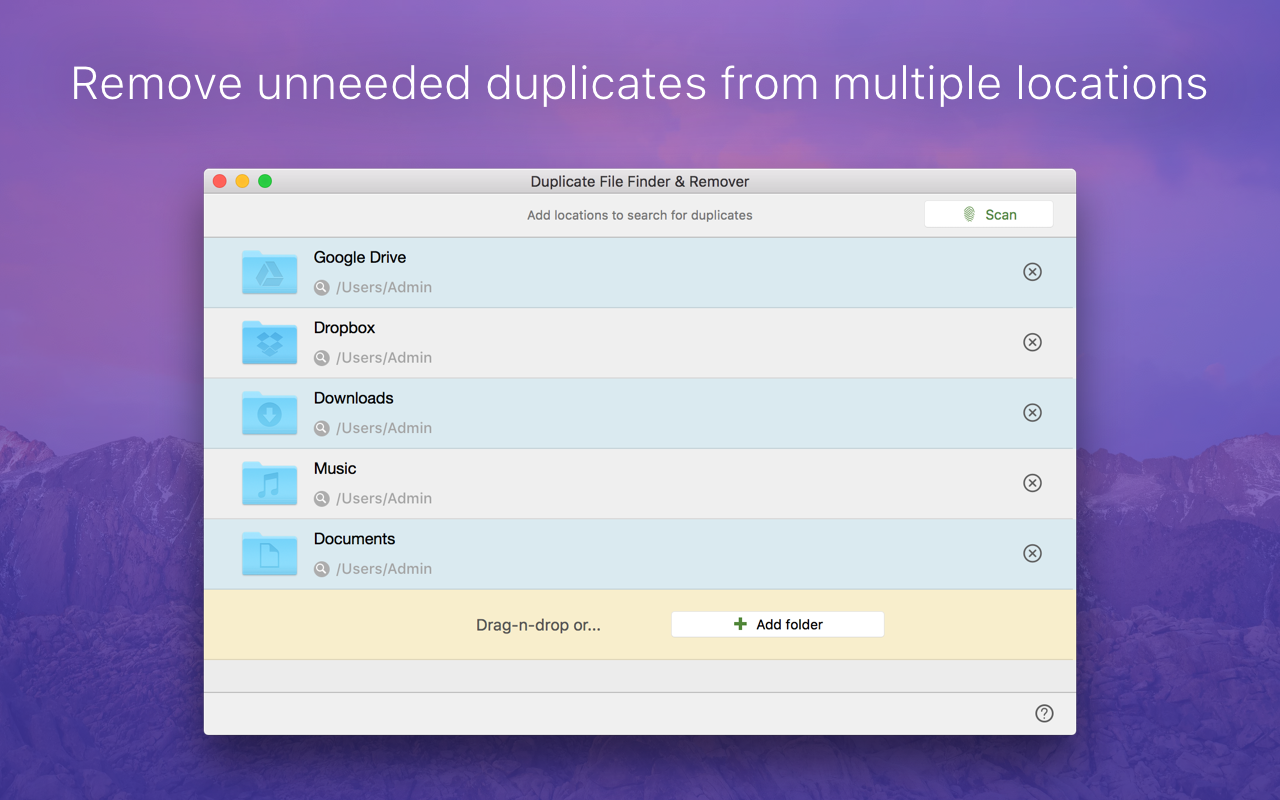 Remove unneeded duplicates from multiple locations
Duplicate File Finder & Remover
Add locations to search for duplicates
Scan
Google Drive
/Users/Admin
Dropbox
/Users/Admin
Downloads
/Users/Admin
Music
/Users/Admin
Documents
/Users/Admin
Drag-n-drop or...
Add folder